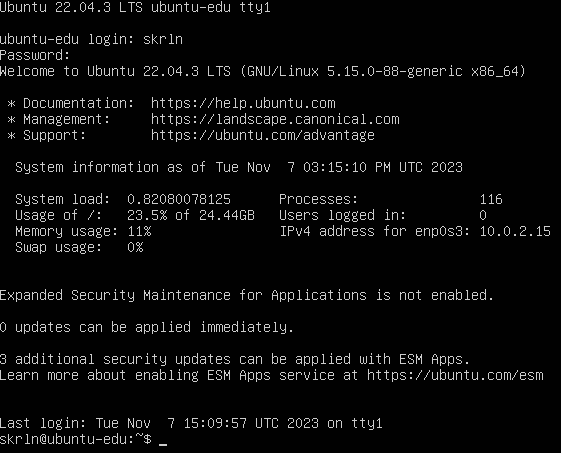 Ubuntu 22.04.3 LTS ubuntu-edu tty1
ubuntu-edu login: skrln
Password:
Welcome to Ubuntu 22.04.3 LTS (GNU/Linux 5.15.0-88-generic x86_64)
* Documentation:  https://help.ubuntu.com
* Management:     https://landscape.canonical.com
* Support:        https://ubuntu.com/advantage
System information as of Tue Nov  7 03:15:10 PM UTC 2023
System load:  0.82080078125      Processes:               116
Usage of /:   23.5% of 24.44GB   Users logged in:         0
Memory usage: 11%                IPv4 address for enp0s3: 10.0.2.15
Swap usage:   0%
Expanded Security Maintenance for Applications is not enabled.
0 updates can be applied immediately.
3 additional security updates can be applied with ESM Apps.
Learn more about enabling ESM Apps service at https://ubuntu.com/esm
Last login: Tue Nov  7 15:09:57 UTC 2023 on tty1
skrln@ubuntu-edu:~$ _